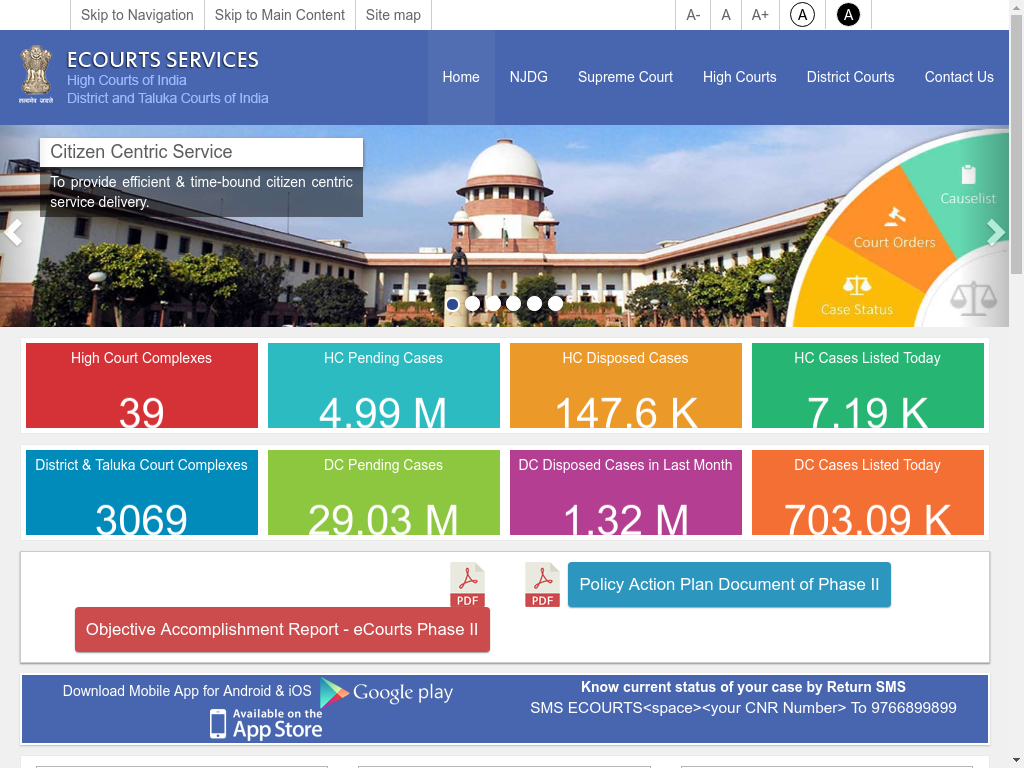 Skip to Navigation
Skip to Main Content
Site map
A-
A
A+
A
A
ECOURTS SERVICES
High Courts of India
District and Taluka Courts of India
सत्यमेव जयते
Home
NJDG
Supreme Court
High Courts
District Courts
Contact Us
Citizen Centric Service
To provide efficient & time-bound citizen centric
service delivery.
Causelist
Court Orders
Case Status
High Court Complexes
39
HC Pending Cases
4.99 M
HC Disposed Cases
147.6 K
HC Cases Listed Today
7.19 K
District & Taluka Court Complexes
3069
DC Pending Cases
29.03 M
DC Disposed Cases in Last Month
1.32 M
DC Cases Listed Today
703.09 K
PDF
Objective Accomplishment Report - eCourts Phase II
PDF
Policy Action Plan Document of Phase II
Download Mobile App for Android & iOS
Google play
Available on the
App Store
Know current status of your case by Return SMS
SMS ECOURTS<space><your CNR Number> To 9766899899